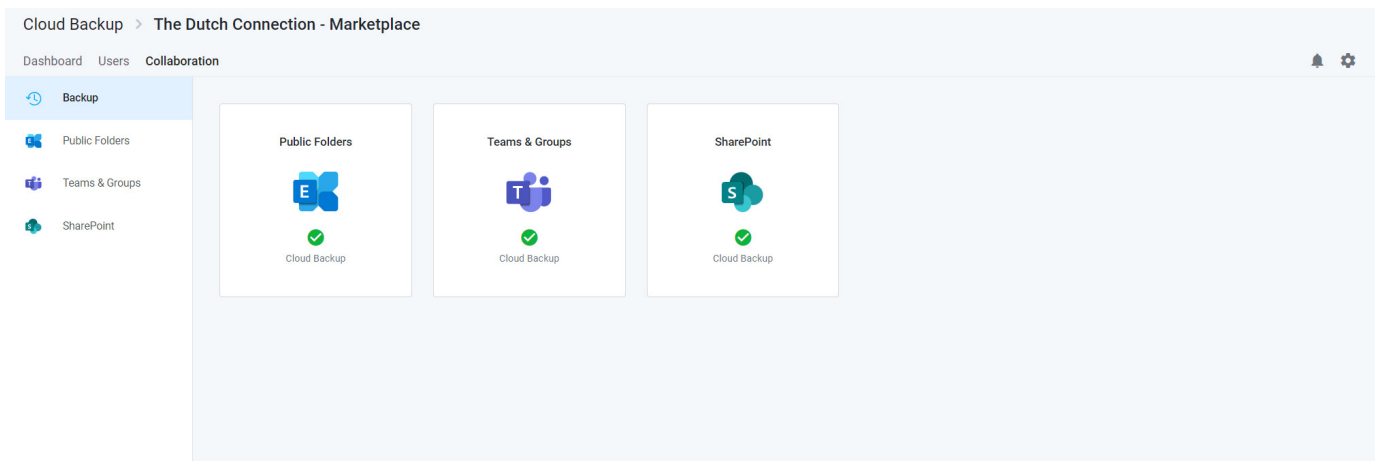 Cloud Backup > The Dutch Connection - Marketplace
Dashboard Users Collaboration
Backup
Public Folders
Teams & Groups
SharePoint
Public Folders
E
Cloud Backup
Teams & Groups
T
Cloud Backup
SharePoint
S
Cloud Backup